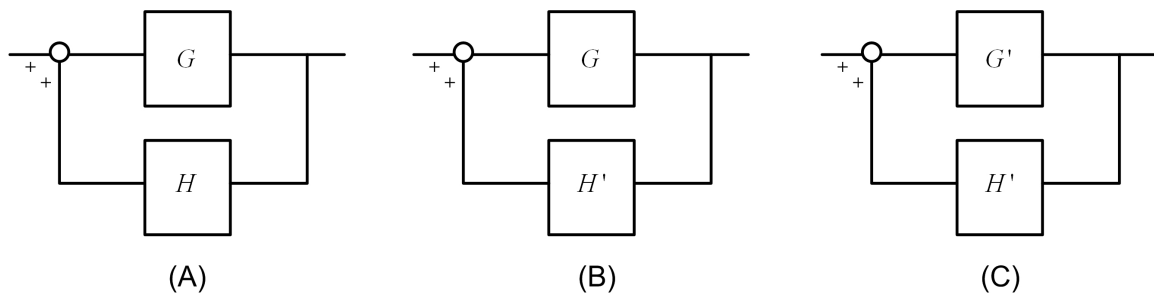 G G G'
+ + + + + +
H H' H'
(A) (B) (C)